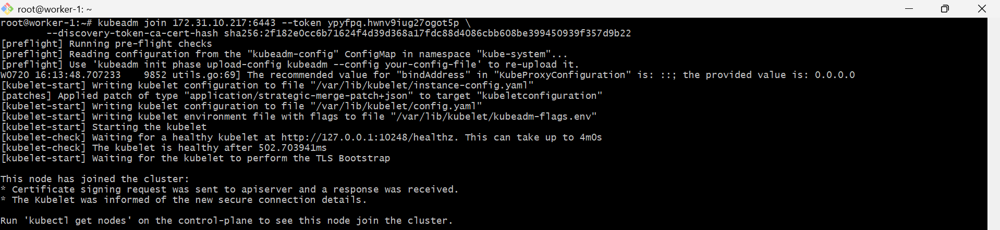 root@worker-1: ~
root@worker-1:~# kubeadm join 172.31.10.217:6443 --token ypyfpq.hwnv9iug27ogot5p \
        --discovery-token-ca-cert-hash sha256:2f182e0cc6b71624f4d39d368a17fdc88d4086cbb608be399450939f357d9b22
[preflight] Running pre-flight checks
[preflight] Reading configuration from the "kubeadm-config" ConfigMap in namespace "kube-system"...
[preflight] Use 'kubeadm init phase upload-config kubeadm --config your-config-file' to re-upload it.
W0720 16:13:48.707233    9852 utils.go:69] The recommended value for "bindAddress" in "KubeProxyConfiguration" is: ::; the provided value is: 0.0.0.0
[kubelet-start] Writing kubelet configuration to file "/var/lib/kubelet/instance-config.yaml"
[patches] Applied patch of type "application/strategic-merge-patch+json" to target "kubeletconfiguration"
[kubelet-start] Writing kubelet configuration to file "/var/lib/kubelet/config.yaml"
[kubelet-start] Writing kubelet environment file with flags to file "/var/lib/kubelet/kubeadm-flags.env"
[kubelet-start] Starting the kubelet
[kubelet-check] Waiting for a healthy kubelet at http://127.0.0.1:10248/healthz. This can take up to 4m0s
[kubelet-check] The kubelet is healthy after 502.703941ms
[kubelet-start] Waiting for the kubelet to perform the TLS Bootstrap

This node has joined the cluster:
* Certificate signing request was sent to apiserver and a response was received.
* The Kubelet was informed of the new secure connection details.

Run 'kubectl get nodes' on the control-plane to see this node join the cluster.